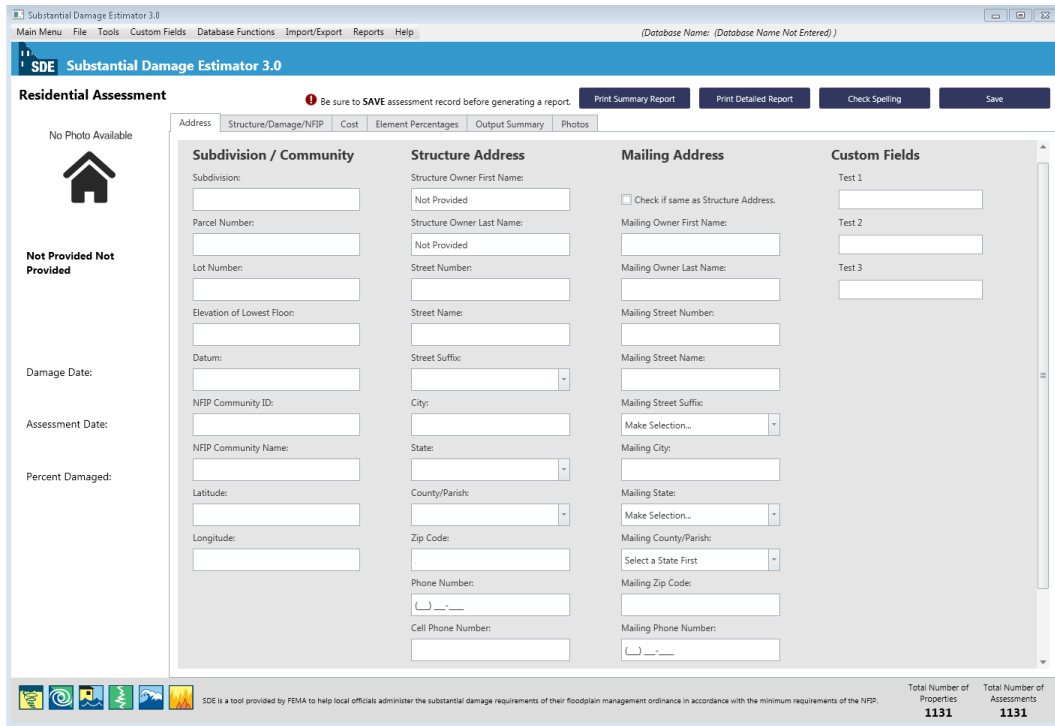 Substantial Damage Estimator 3.0
Main Menu File Tools Custom Fields Database Functions Import/Export Reports Help
(Database Name: (Database Name Not Entered) )
SDE Substantial Damage Estimator 3.0
Residential Assessment
Be sure to SAVE assessment record before generating a report.
Print Summary Report
Print Detailed Report
Check Spelling
Save
No Photo Available
Not Provided Not
Provided
Damage Date:
Assessment Date:
Percent Damaged:
Address Structure/Damage/NFIP Cost Element Percentages Output Summary Photos
Subdivision / Community
Subdivision:
Parcel Number:
Lot Number:
Elevation of Lowest Floor:
Datum:
NFIP Community ID:
NFIP Community Name:
Latitude:
Longitude:
Structure Address
Structure Owner First Name:
Not Provided
Structure Owner Last Name:
Not Provided
Street Number:
Street Name:
Street Suffix:
City:
State:
County/Parish:
Zip Code:
Phone Number:
(__) __-___
Cell Phone Number:
Mailing Address
Check if same as Structure Address.
Mailing Owner First Name:
Mailing Owner Last Name:
Mailing Street Number:
Mailing Street Name:
Mailing Street Suffix:
Make Selection...
Mailing City:
Mailing State:
Make Selection...
Mailing County/Parish:
Select a State First
Mailing Zip Code:
Mailing Phone Number:
(__) __-___
Custom Fields
Test 1
Test 2
Test 3
SDE is a tool provided by FEMA to help local officials administer the substantial damage requirements of their floodplain management ordinance in accordance with the minimum requirements of the NFIP.
Total Number of
Properties
1131
Total Number of
Assessments
1131